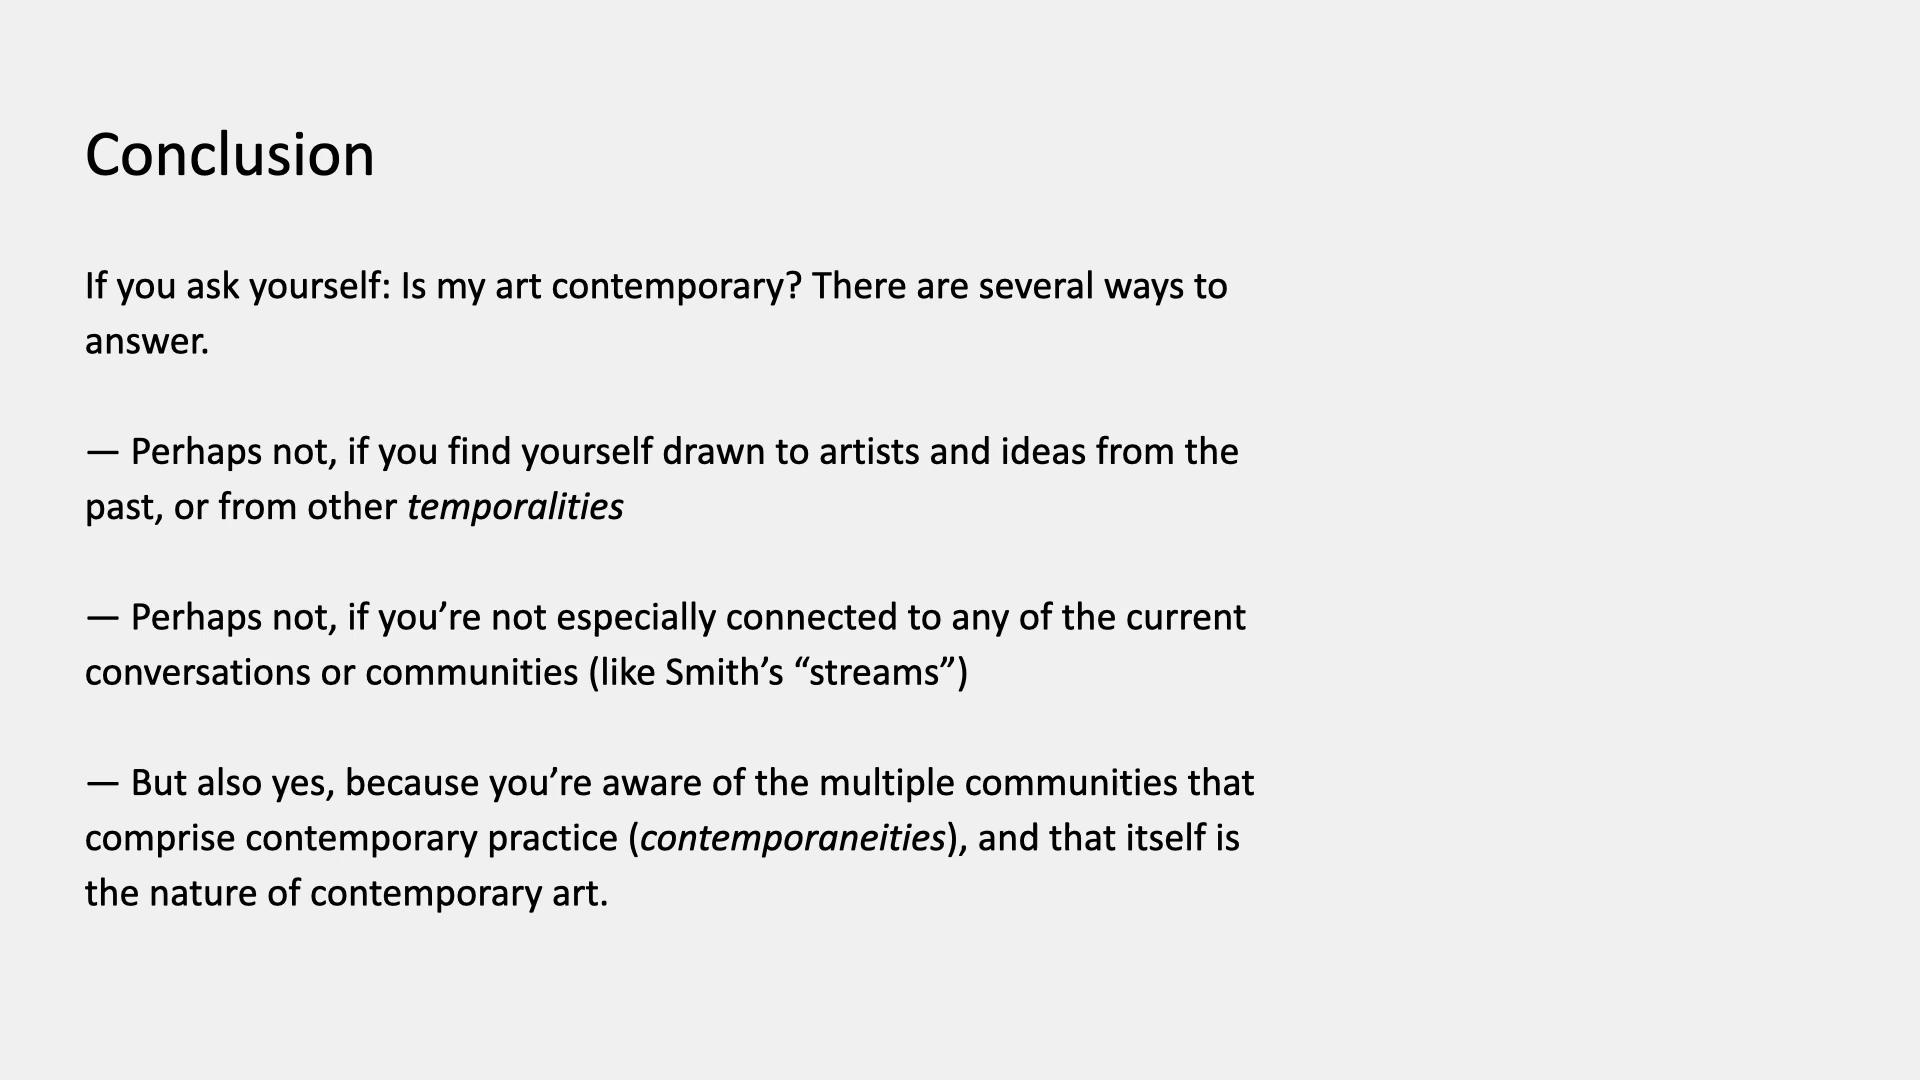 Conclusion
If you ask yourself: Is my art contemporary? There are several ways to
answer.
— Perhaps not, if you find yourself drawn to artists and ideas from the
past, or from other temporalities
— Perhaps not, if you’re not especially connected to any of the current
conversations or communities (like Smith’s “streams”)
— But also yes, because you’re aware of the multiple communities that
comprise contemporary practice (contemporaneities), and that itself is
the nature of contemporary art.